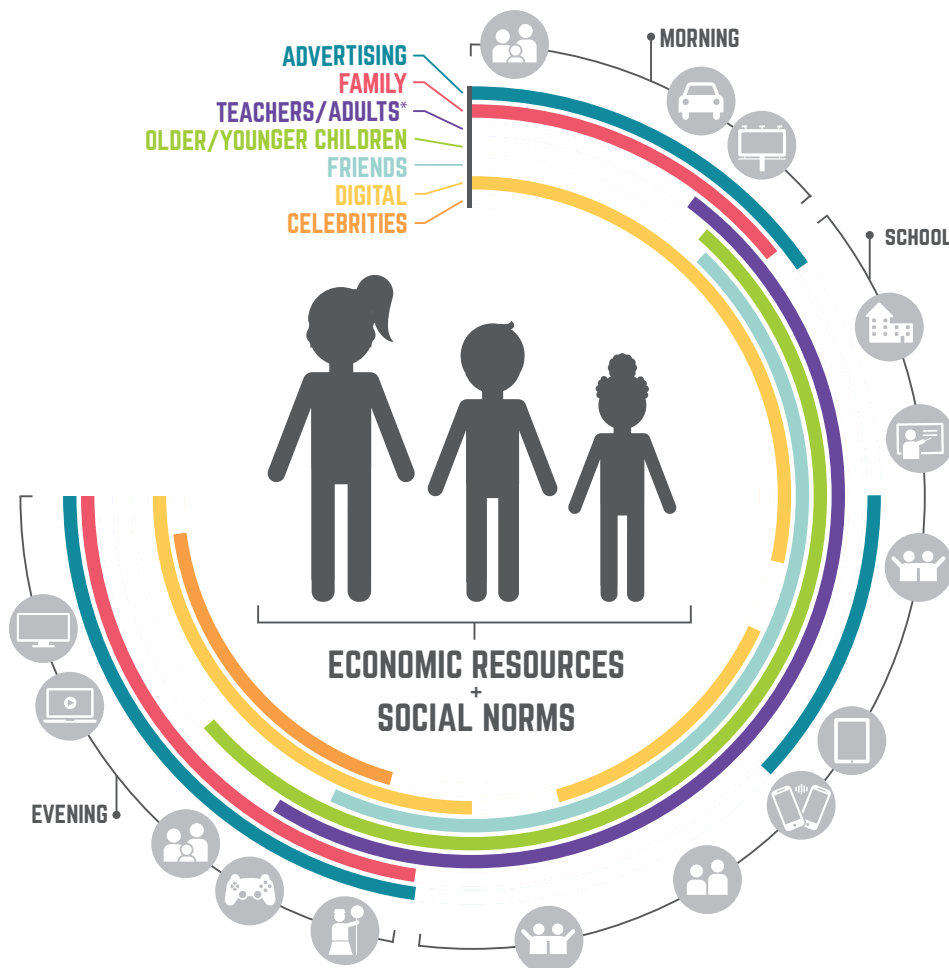 ADVERTISING
FAMILY
TEACHERS/ADULTS*
OLDER/YOUNGER CHILDREN
FRIENDS
DIGITAL
CELEBRITIES
MORNING
SCHOOL
ECONOMIC RESOURCES
+
SOCIAL NORMS
EVENING